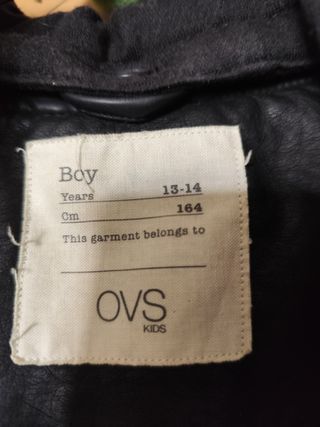 Boy
Years 13-14
Cm 164
This garment belongs to
OVS
KIDS